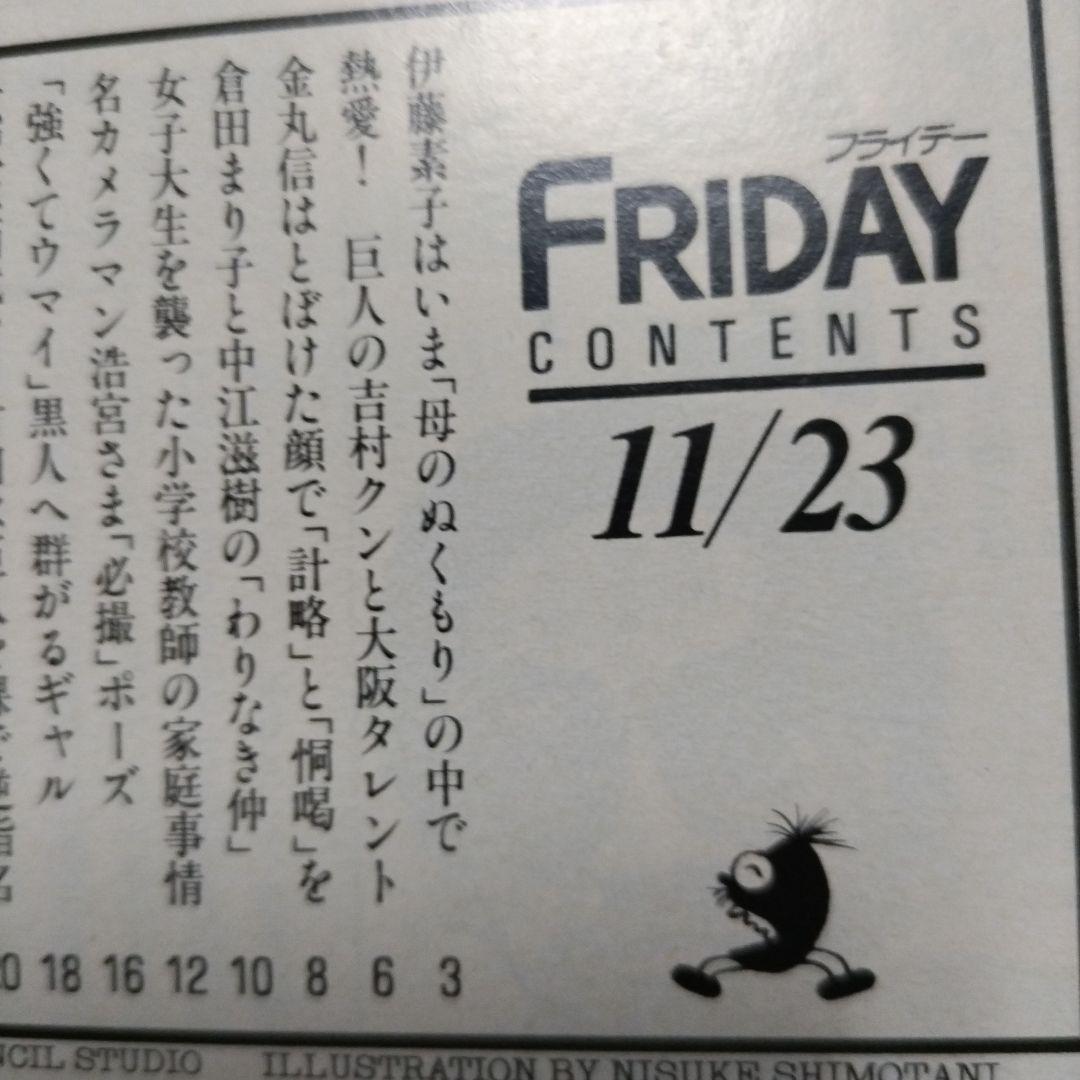 フライデー
FRIDAY
CONTENTS
11/23
伊藤素子はいま「母のぬくもり」の中で 3
熱愛! 巨人の吉村クンと大阪タレント 6
金丸信はとぼけた顔で「計略」と「恫喝」を 8
倉田まり子と中江滋樹の「わりなき仲」 10
女子大生を襲った小学校教師の家庭事情 12
名カメラマン浩宮さま「必撮」ポーズ 16
「強くてウマイ」黒人へ群がるギャル 18
NCIL STUDIO ILLUSTRATION BY NISUKE SHIMOTANI